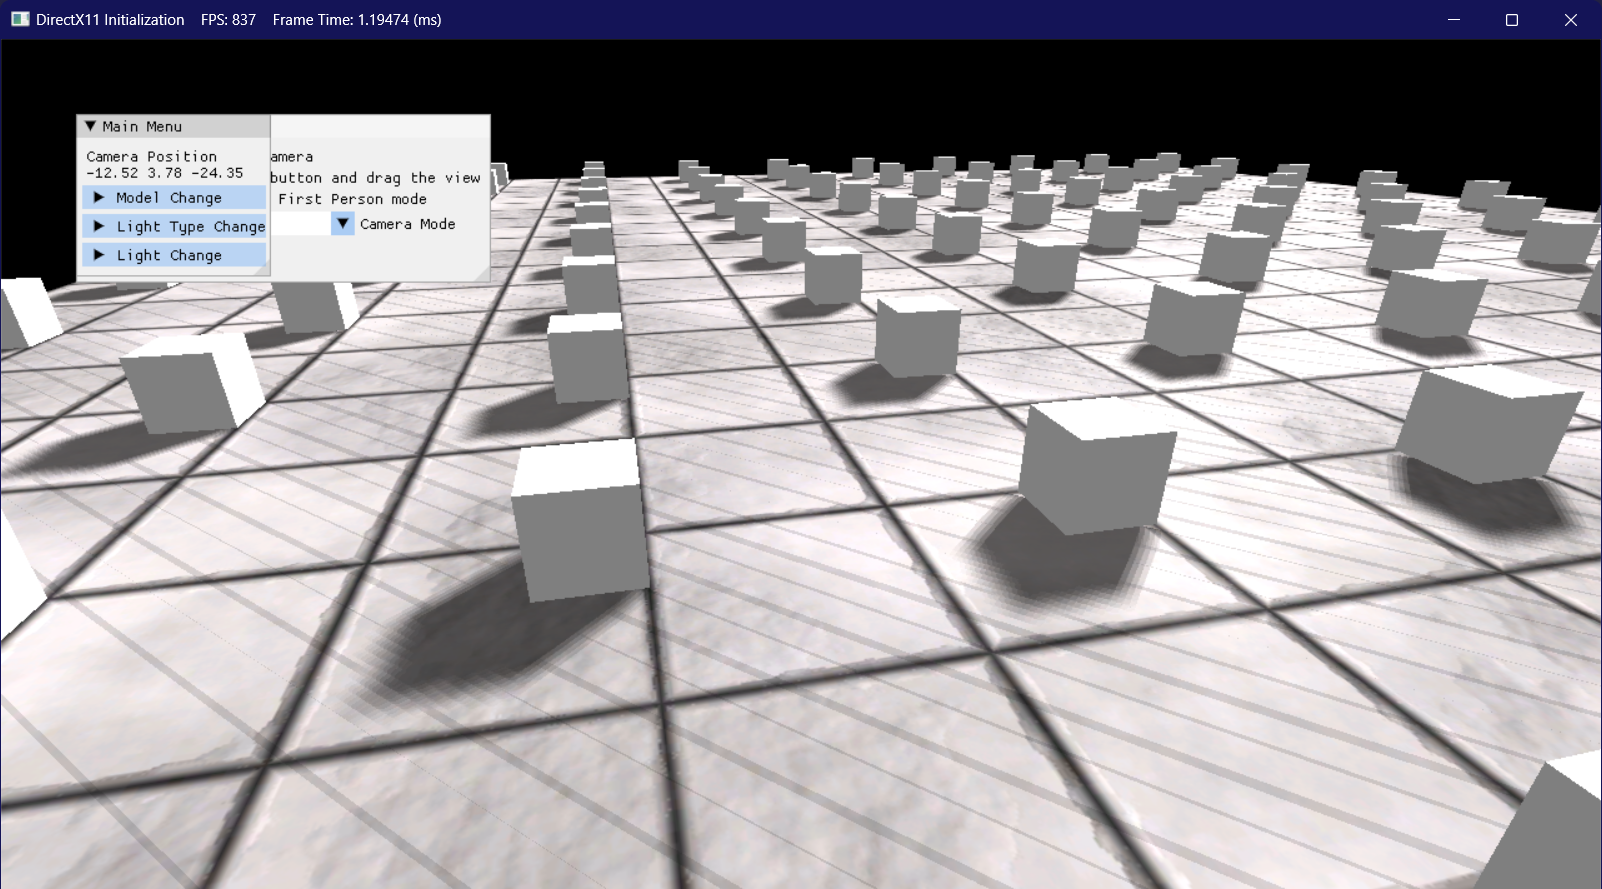 DirectX11 Initialization FPS: 837 Frame Time: 1.19474 (ms)
Main Menu
Camera Position
-12.52 3.78 -24.35
Model Change
Light Type Change
Light Change
amera
button and drag the view
First Person mode
Camera Mode